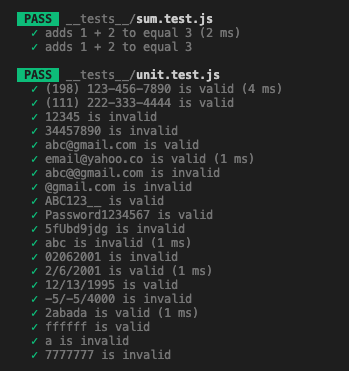 PASS __tests__/sum.test.js
✓ adds 1 + 2 to equal 3 (2 ms)
✓ adds 1 + 2 to equal 3
PASS __tests__/unit.test.js
✓ (198) 123-456-7890 is valid (4 ms)
✓ (111) 222-333-4444 is valid
✓ 12345 is invalid
✓ 34457890 is invalid
✓ abc@gmail.com is valid
✓ email@yahoo.co is valid (1 ms)
✓ abc@@gmail.com is invalid
✓ @gmail.com is invalid
✓ ABC123__ is valid
✓ Password1234567 is valid
✓ 5fUbd9jdg is invalid
✓ abc is invalid (1 ms)
✓ 02062001 is invalid
✓ 2/6/2001 is valid (1 ms)
✓ 12/13/1995 is valid
✓ -5/-5/4000 is invalid
✓ 2abada is valid (1 ms)
✓ ffffff is valid
✓ a is invalid
✓ 7777777 is invalid